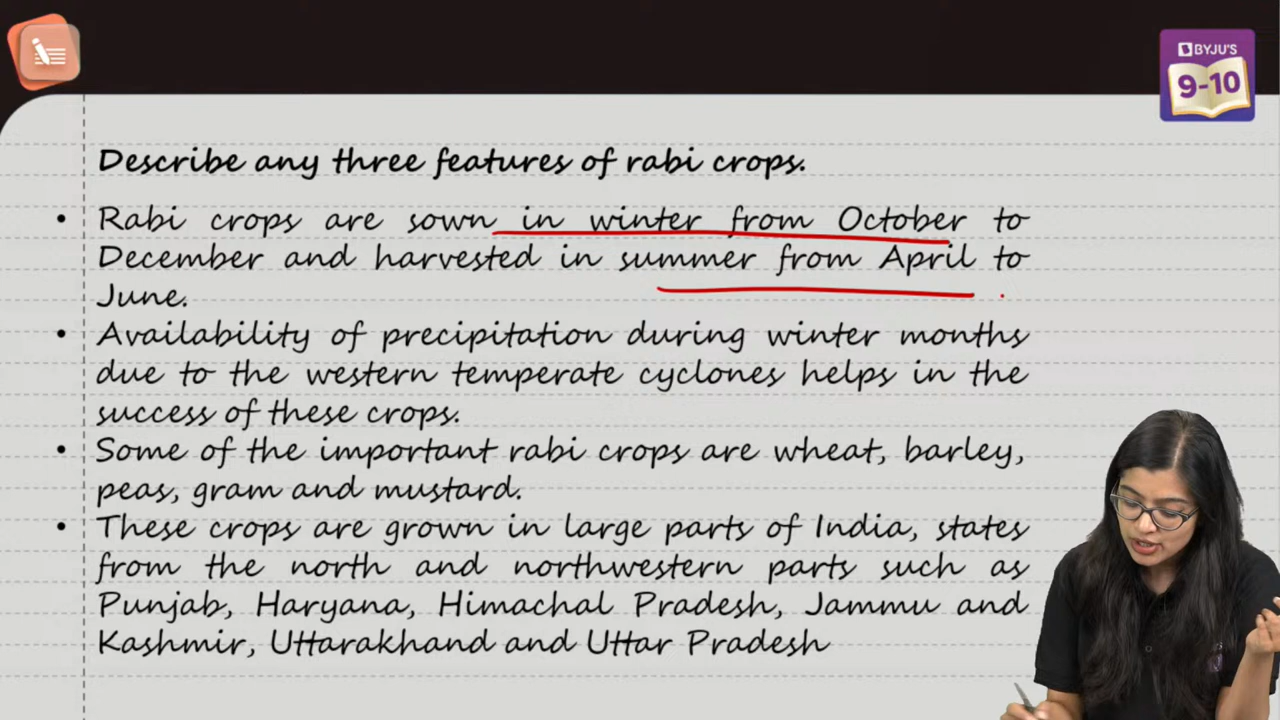 BYJU'S
9-10
Describe any three features of rabi crops.
• Rabi crops are sown in winter from October to
December and harvested in summer from April to
June.
• Availability of precipitation during winter months
due to the western temperate cyclones helps in the
success of these crops.
• Some of the important rabi crops are wheat, barley,
peas, gram and mustard.
• These crops are grown in large parts of India, states
from the north and northwestern parts such as
Punjab, Haryana, Himachal Pradesh, Jammu and
Kashmir, Uttarakhand and Uttar Pradesh